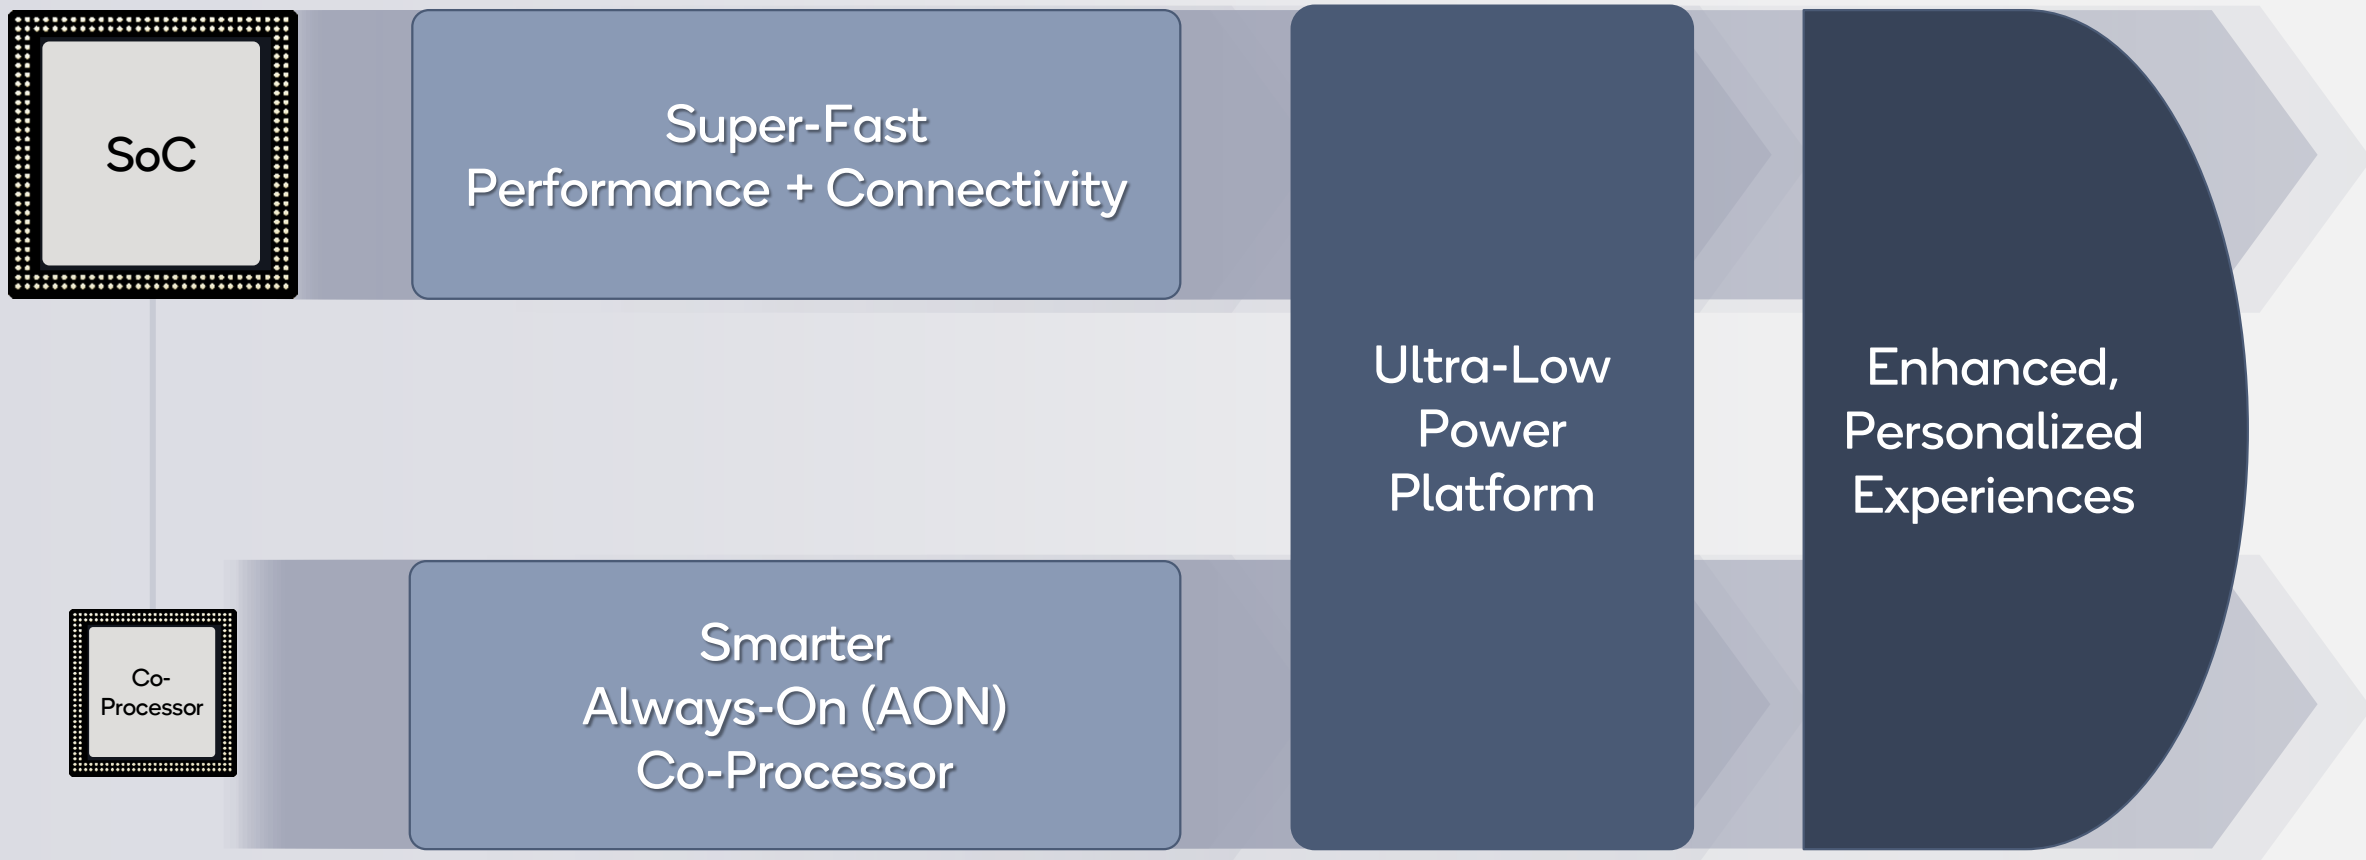 SoC
Super-Fast
Performance + Connectivity
Ultra-Low
Power
Platform
Enhanced,
Personalized
Experiences
Co-
Processor
Smarter
Always-On (AON)
Co-Processor